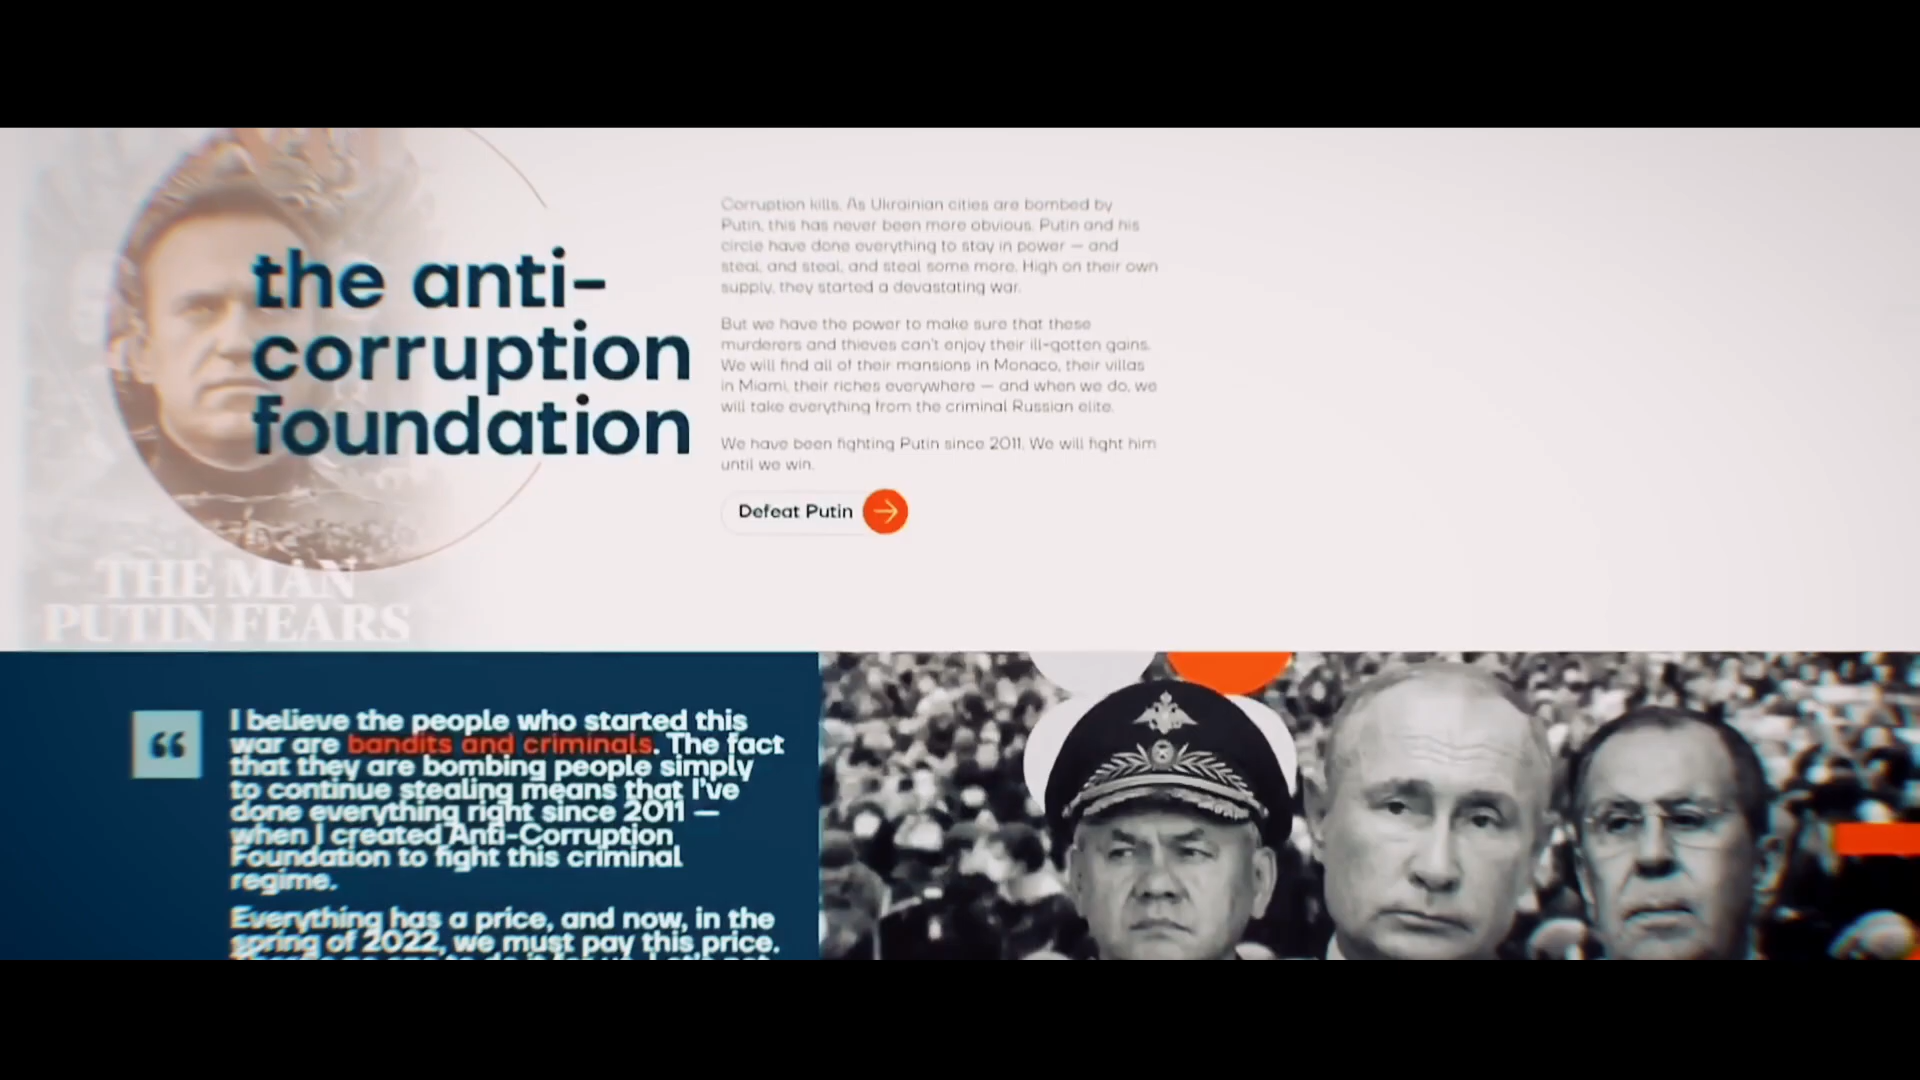 the anti-
corruption
foundation
THE MAN
PUTIN FEARS
Corruption kills. As Ukrainian cities are bombed by
Putin, this has never been more obvious. Putin and his
circle have done everything to stay in power — and
steal, and steal, and steal some more. High on their own
supply, they started a devastating war.
But we have the power to make sure that these
murderers and thieves can't enjoy their ill-gotten gains.
We will find all of their mansions in Monaco, their villas
in Miami, their riches everywhere — and when we do, we
will take everything from the criminal Russian elite.
We have been fighting Putin since 2011. We will fight him
until we win.
Defeat Putin
“
I believe the people who started this
war are bandits and criminals. The fact
that they are bombing people simply
to continue stealing means that I've
done everything right since 2011 —
when I created Anti-Corruption
Foundation to fight this criminal
regime.
Everything has a price, and now, in the
spring of 2022, we must pay this price.